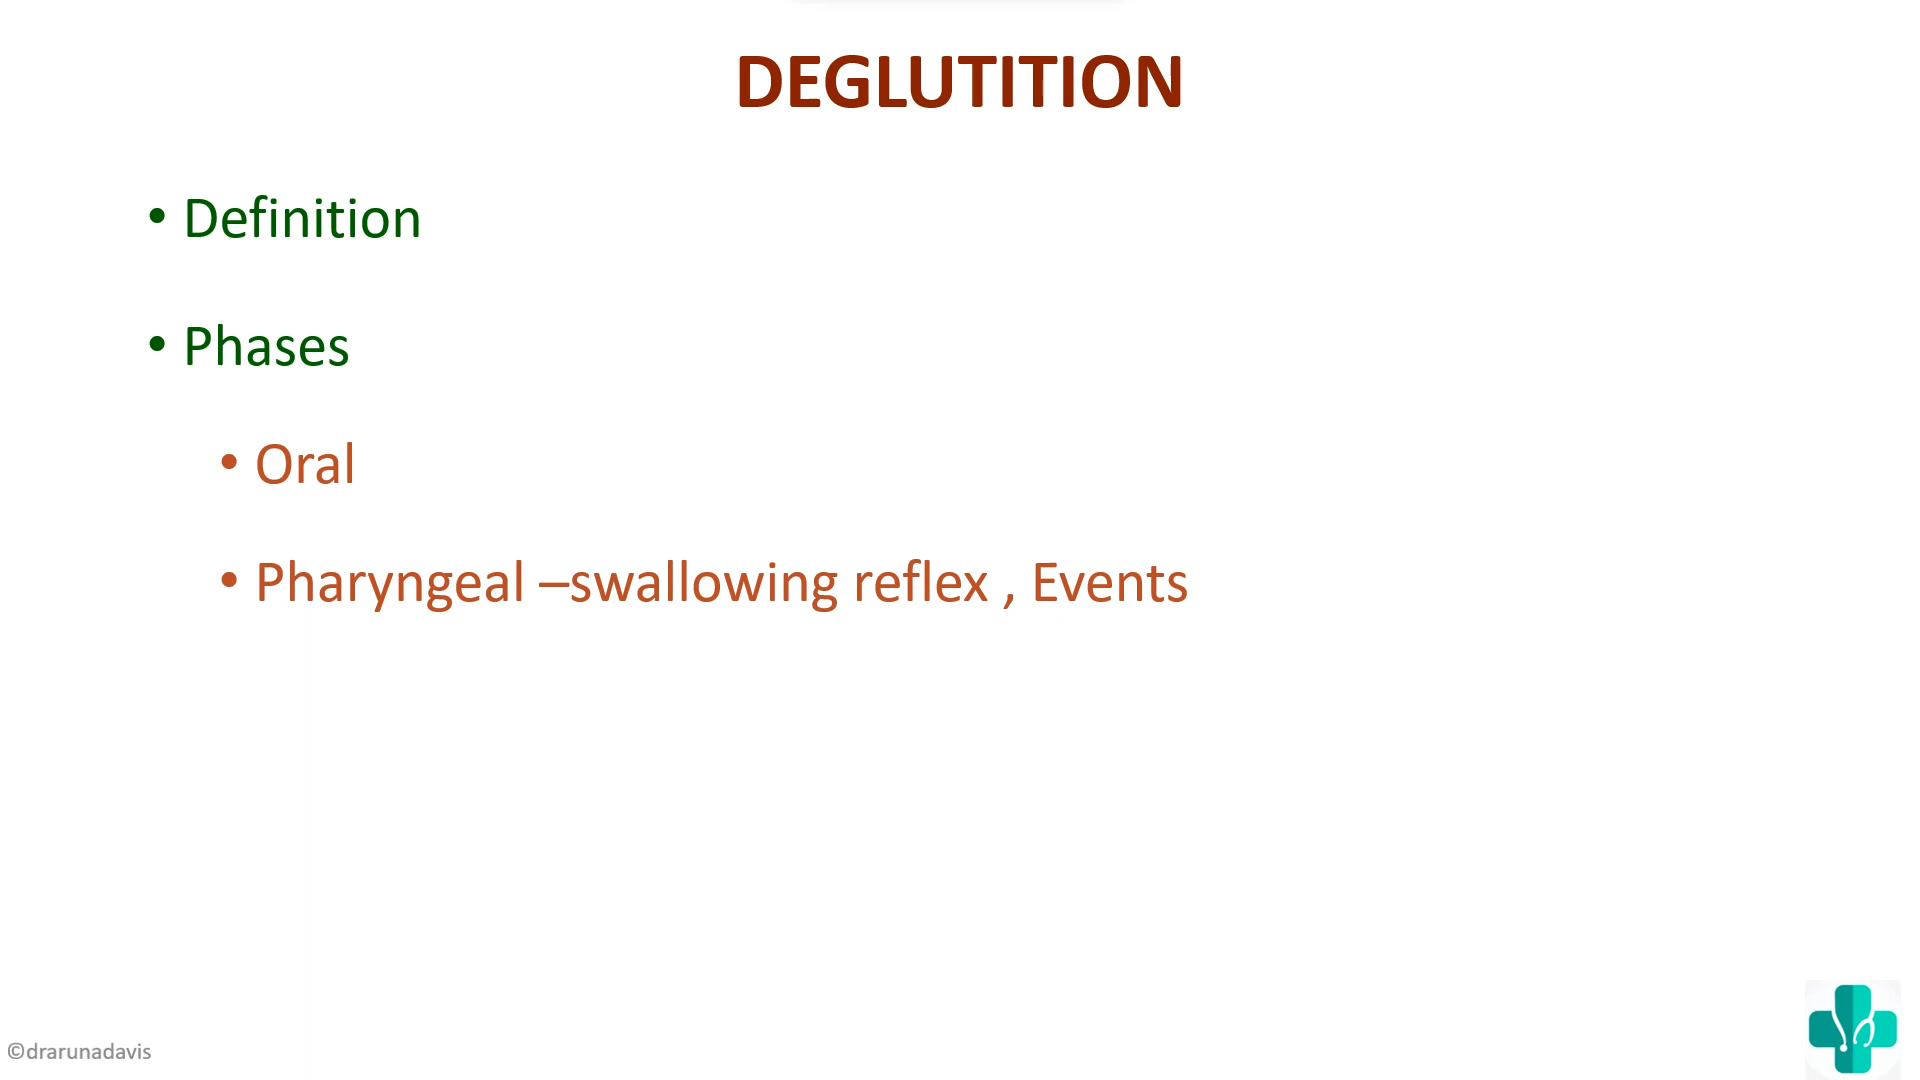 DEGLUTITION
• Definition
• Phases
• Oral
• Pharyngeal –swallowing reflex , Events
©drarunadavis